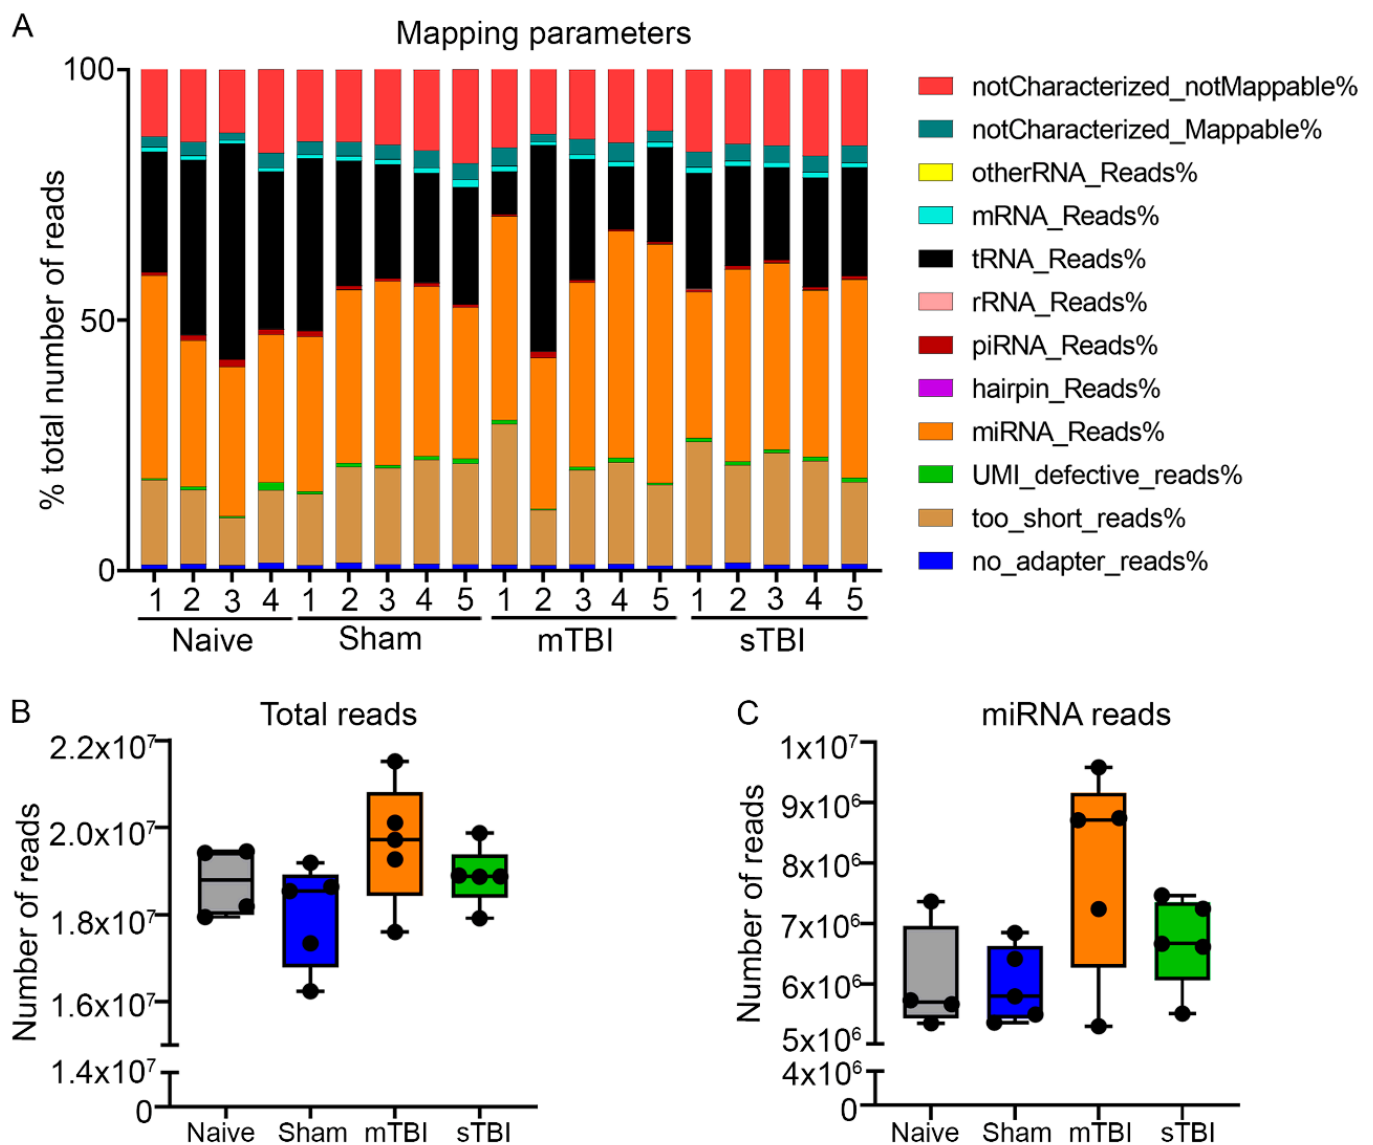 A
Mapping parameters
% total number of reads
100
50
0
notCharacterized_notMappable%
notCharacterized_Mappable%
otherRNA_Reads%
mRNA_Reads%
tRNA_Reads%
rRNA_Reads%
piRNA_Reads%
hairpin_Reads%
miRNA_Reads%
UMI_defective_reads%
too_short_reads%
no_adapter_reads%
1 2 3 4 1 2 3 4 5 1 2 3 4 5 1 2 3 4 5
Naive Sham mTBI sTBI
B
Total reads
Number of reads
2.2x10⁷
2.0x10⁷
1.8x10⁷
1.6x10⁷
1.4x10⁷
0
Naive Sham mTBI sTBI
C
miRNA reads
Number of reads
1x10⁷
9x10⁶
8x10⁶
7x10⁶
6x10⁶
5x10⁶
4x10⁶
0
Naive Sham mTBI sTBI